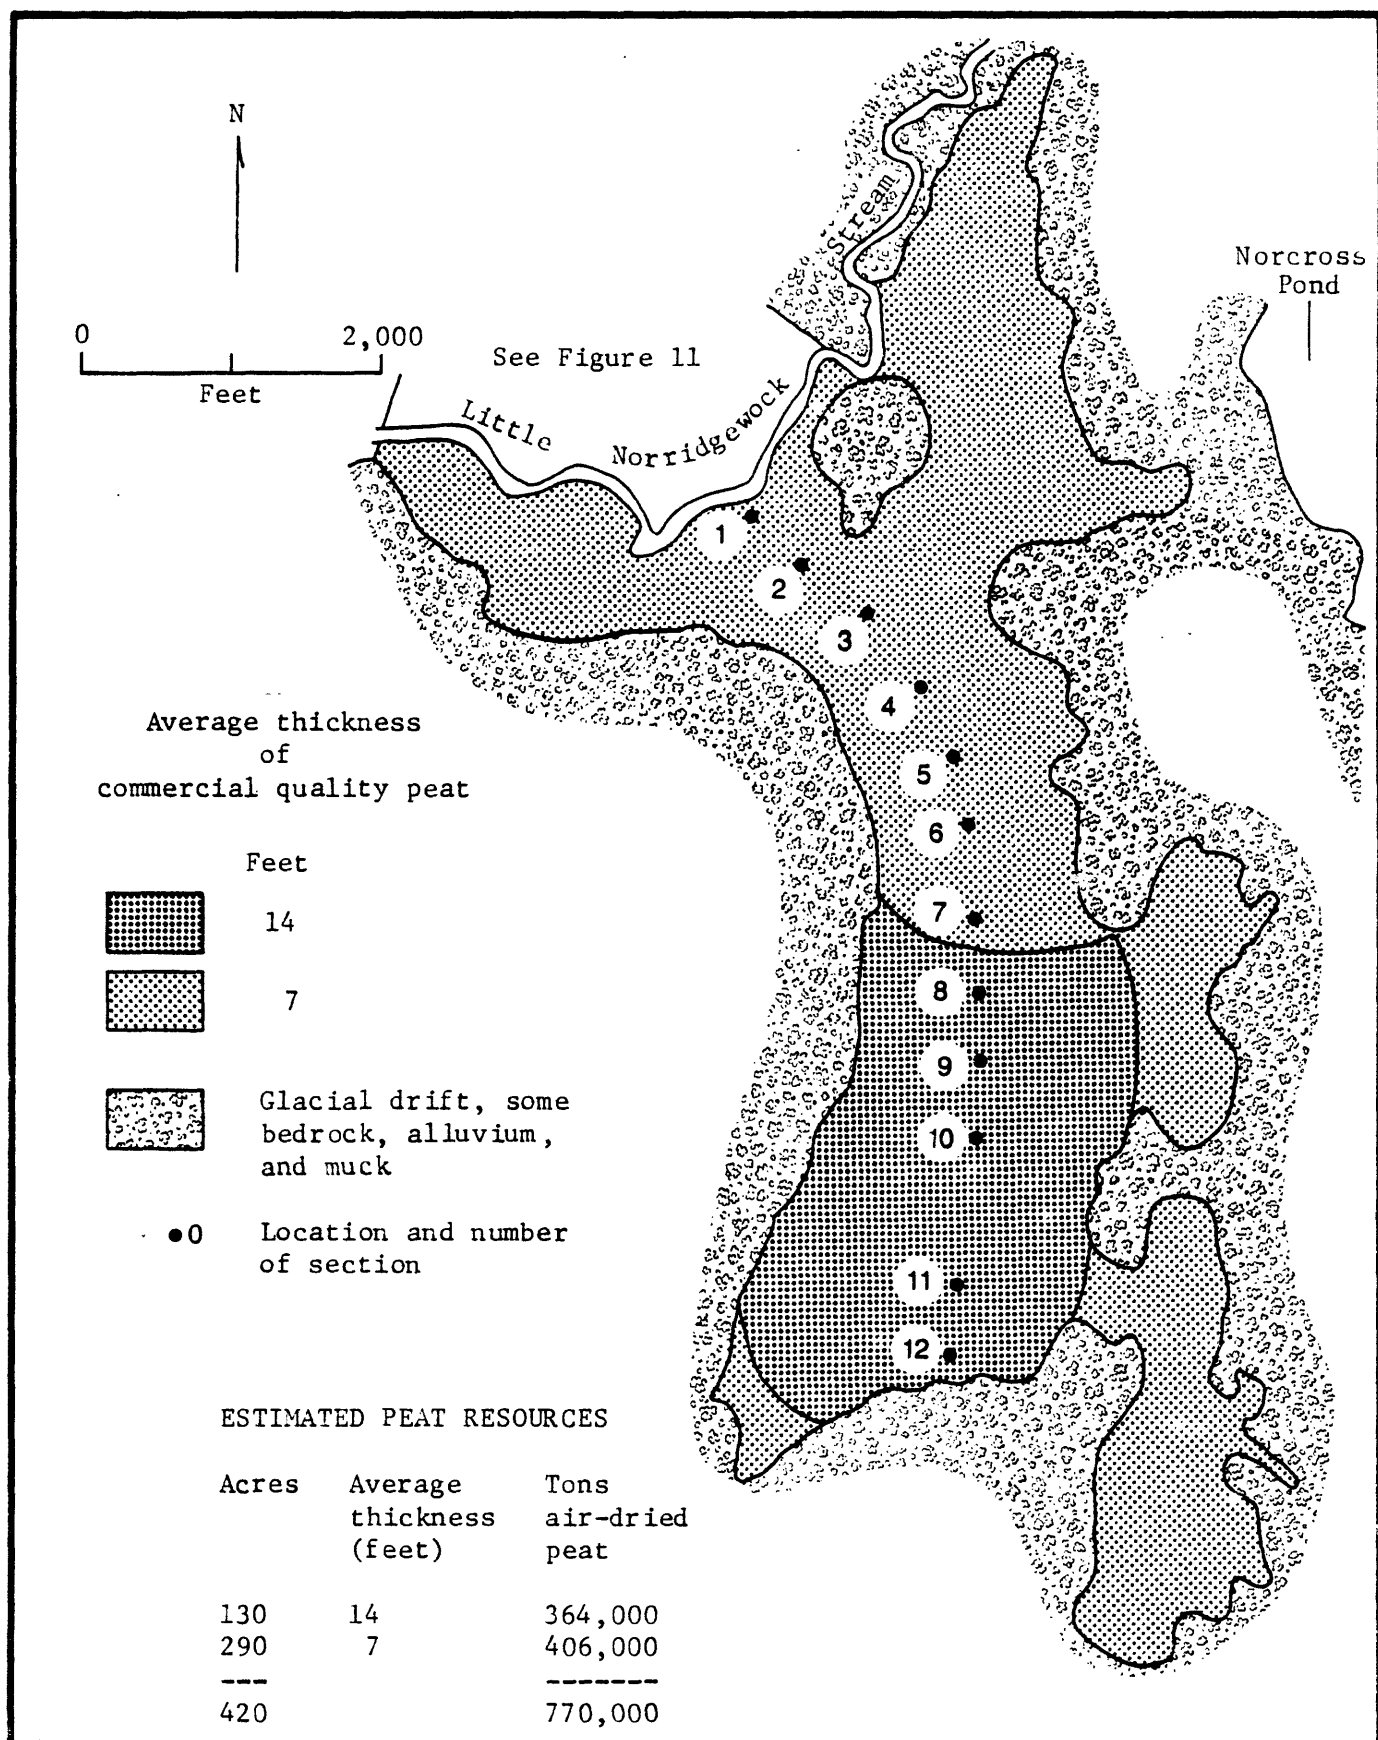 N
0 2,000
Feet
See Figure 11
Little Norridgewock Stream
Norcross
Pond
1
2
3
4
5
6
7
8
9
10
11
12
Average thickness
of
commercial quality peat
Feet
14
7
Glacial drift, some
bedrock, alluvium,
and muck
●0 Location and number
of section
ESTIMATED PEAT RESOURCES
Acres Average Tons
thickness air-dried
(feet) peat
130 14 364,000
290 7 406,000
--- -------
420 770,000